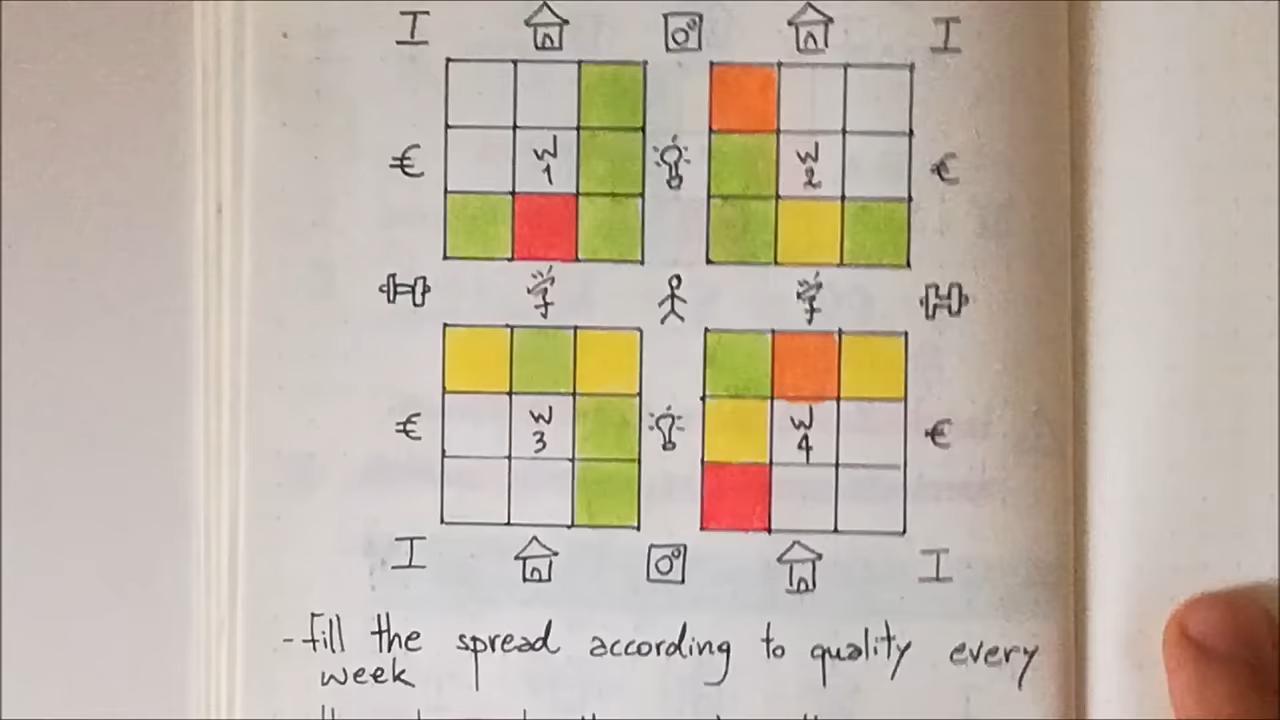 I I
W 1 W 2
€ €
W 3 W 4
€ €
I I
- fill the spread according to quality every
week